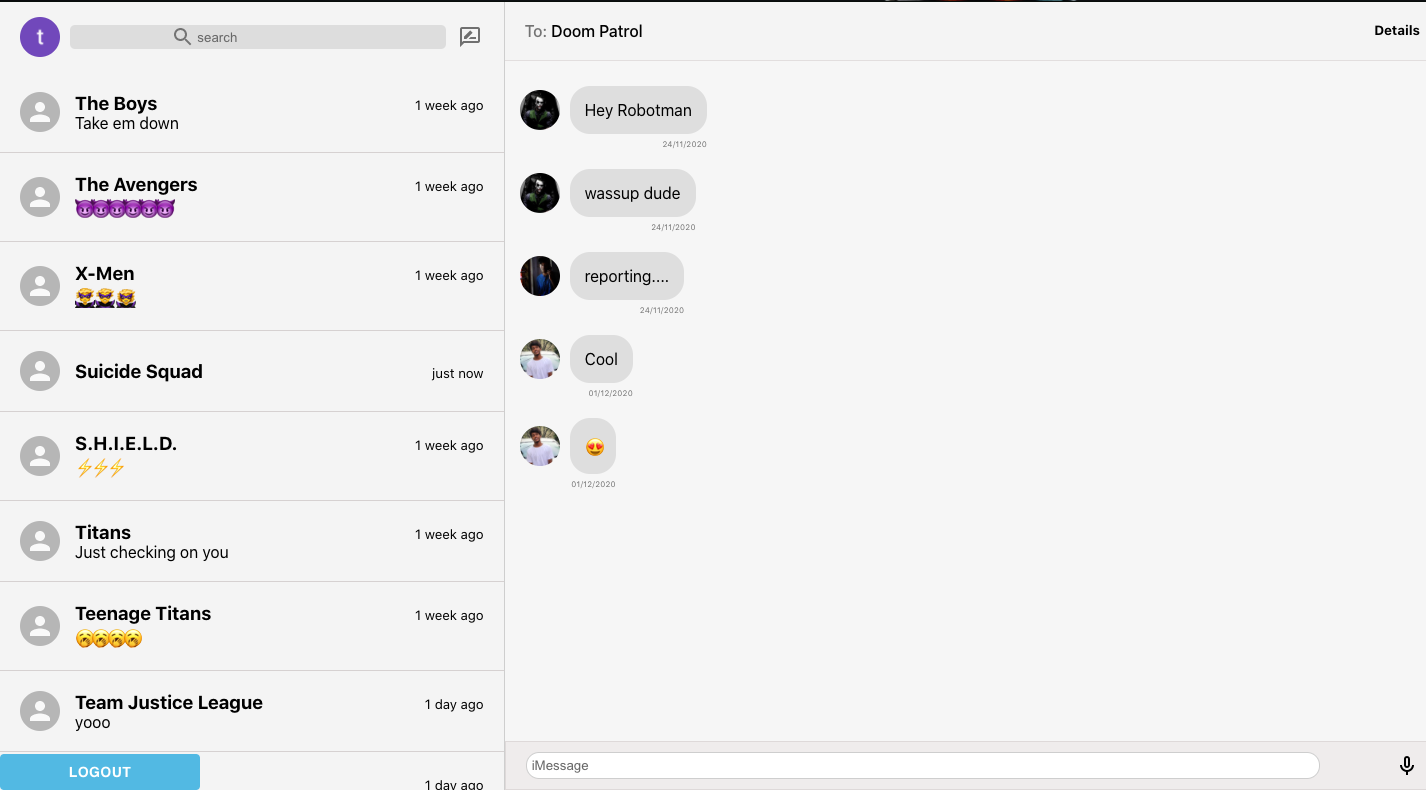 t
search
The Boys
1 week ago
Take em down
The Avengers
1 week ago
😈😈😈😈😈😈
X-Men
1 week ago
Suicide Squad
just now
S.H.I.E.L.D.
1 week ago
⚡⚡⚡
Titans
1 week ago
Just checking on you
Teenage Titans
1 week ago
🥱🥱🥱🥱
Team Justice League
1 day ago
yooo
LOGOUT
1 day ago
To: Doom Patrol
Details
Hey Robotman
24/11/2020
wassup dude
24/11/2020
reporting....
24/11/2020
Cool
01/12/2020
😍
01/12/2020
iMessage